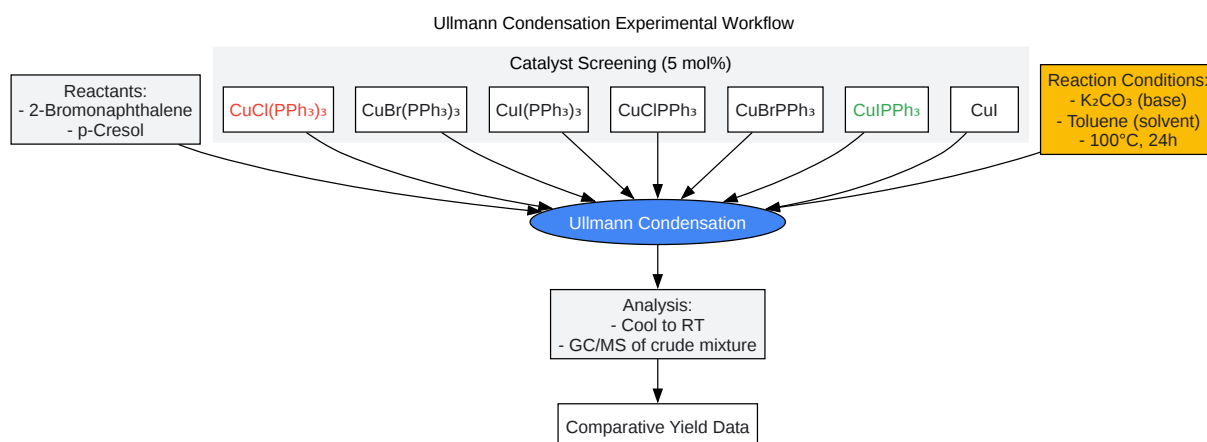 Ullmann Condensation Experimental Workflow
Catalyst Screening (5 mol%)
Reactants:
- 2-Bromonaphthalene
- p-Cresol
CuCl(PPh₃)₃
CuBr(PPh₃)₃
CuI(PPh₃)₃
CuClPPh₃
CuBrPPh₃
CuIPPh₃
CuI
Reaction Conditions:
- K₂CO₃ (base)
- Toluene (solvent)
- 100°C, 24h
Ullmann Condensation
Analysis:
- Cool to RT
- GC/MS of crude mixture
Comparative Yield Data